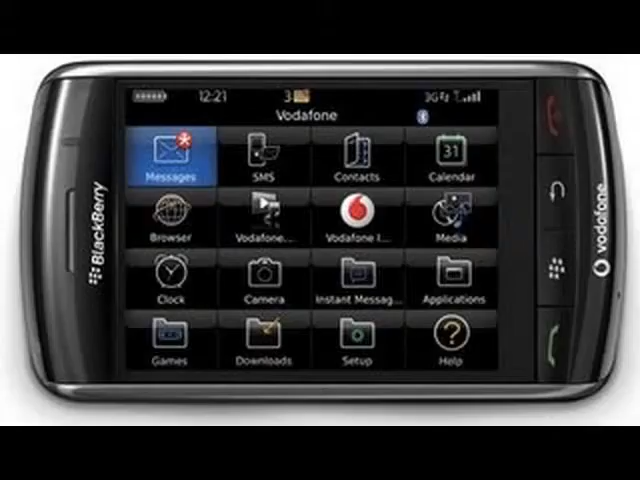 12:21 3 3G
Vodafone
Messages SMS Contacts Calendar
31
Browser Vodafone... Vodafone I... Media
Clock Camera Instant Messag... Applications
Games Downloads Setup Help
BlackBerry
vodafone